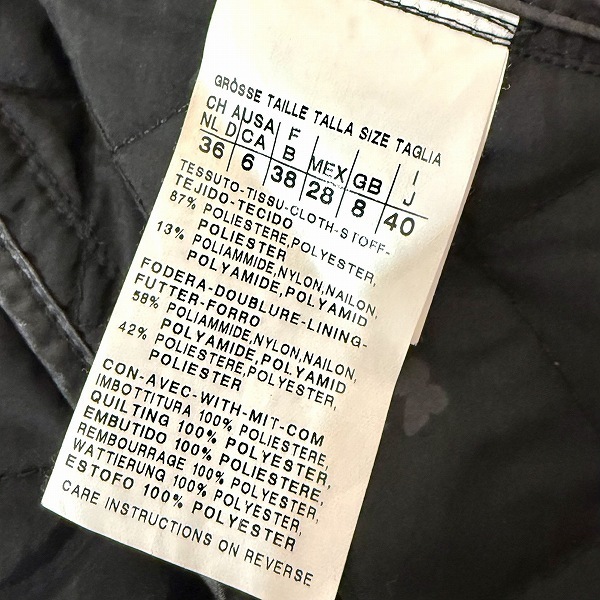 GRÖSSE TAILLE TALLA SIZE TAGLIA
CH A USA F I
NL D CA B MEX GB J
36 6 38 28 8 40
TESSUTO-TISSU-CLOTH-STOFF-
TEJIDO-TECIDO
87% POLIESTERE,POLYESTER,
POLIESTER
13% POLIAMMIDE,NYLON,NAILON,
POLYAMIDE,POLYAMID
FODERA-DOUBLURE-LINING-
FUTTER-FORRO
58% POLIAMMIDE,NYLON,NAILON,
POLYAMIDE,POLYAMID
42% POLIESTERE,POLYESTER,
POLIESTER
CON-AVEC-WITH-MIT-COM
IMBOTTITURA 100% POLIESTERE,
QUILTING 100% POLYESTER,
EMBUTIDO 100% POLIESTERE,
REMBOURRAGE 100% POLYESTER,
WATTIERUNG 100% POLYESTER,
ESTOFO 100% POLYESTER
CARE INSTRUCTIONS ON REVERSE